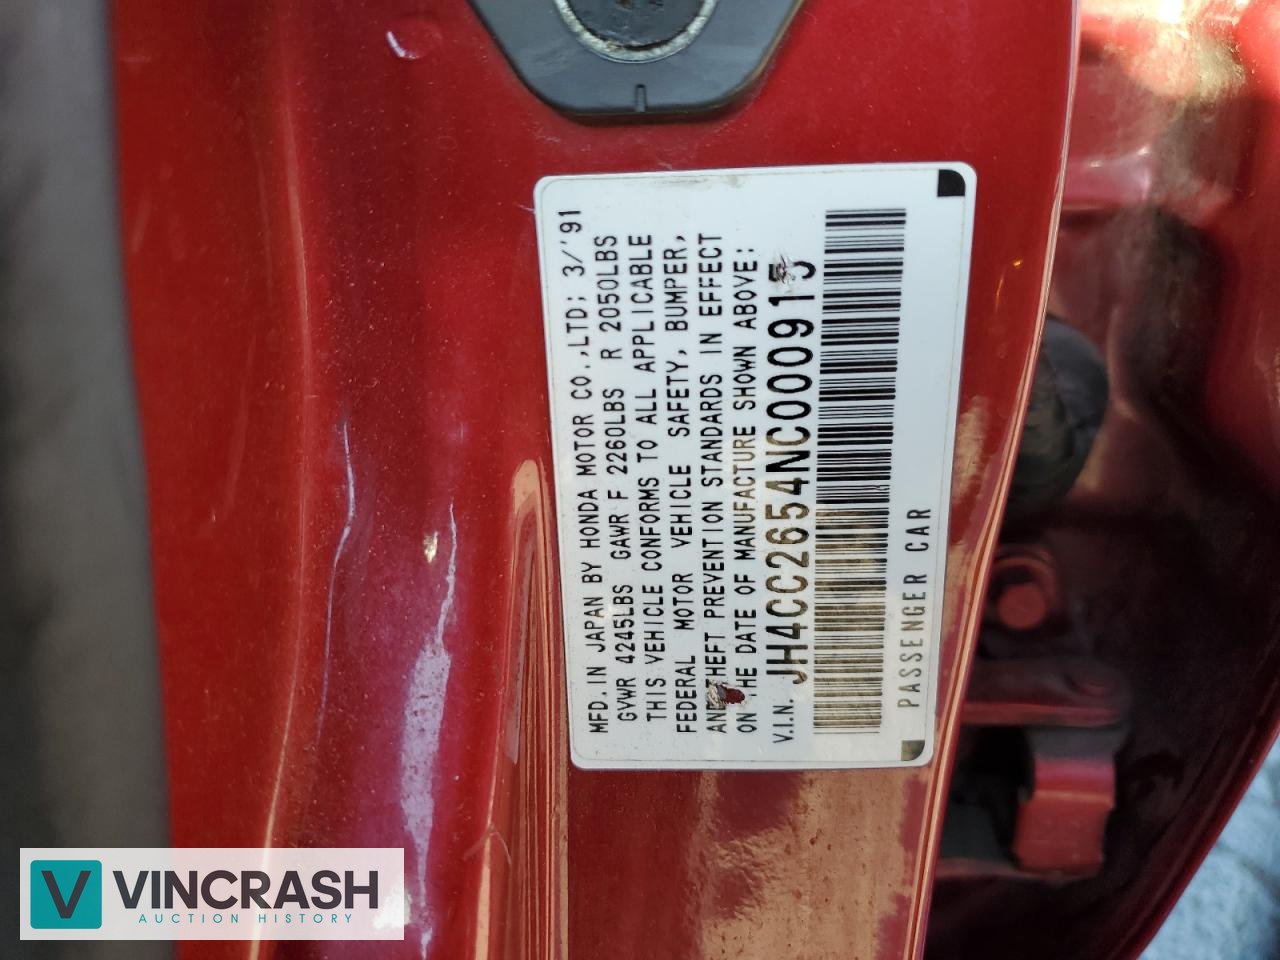 MFD. IN JAPAN BY HONDA MOTOR CO.,LTD; 3/'91
GVWR 4245LBS GAWR F 2260LBS R 2050LBS
THIS VEHICLE CONFORMS TO ALL APPLICABLE
FEDERAL MOTOR VEHICLE SAFETY, BUMPER,
AND THEFT PREVENTION STANDARDS IN EFFECT
ON THE DATE OF MANUFACTURE SHOWN ABOVE:
V.I.N. JH4CC2654NC000915
PASSENGER CAR
V VINCRASH
AUCTION HISTORY